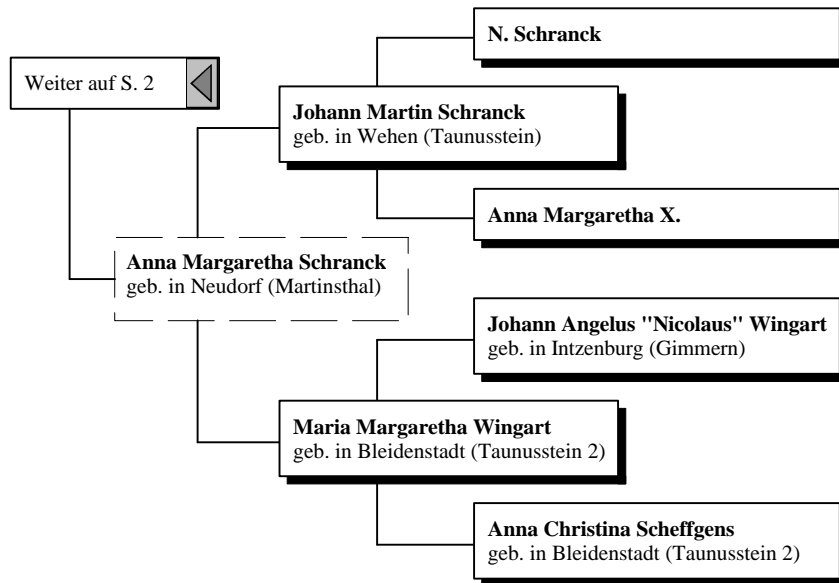 N. Schranck
Weiter auf S. 2
Johann Martin Schranck
geb. in Wehen (Taunusstein)
Anna Margaretha X.
Anna Margaretha Schranck
geb. in Neudorf (Martinsthal)
Johann Angelus "Nicolaus" Wingart
geb. in Intzenburg (Gimmern)
Maria Margaretha Wingart
geb. in Bleidenstadt (Taunusstein 2)
Anna Christina Scheffgens
geb. in Bleidenstadt (Taunusstein 2)